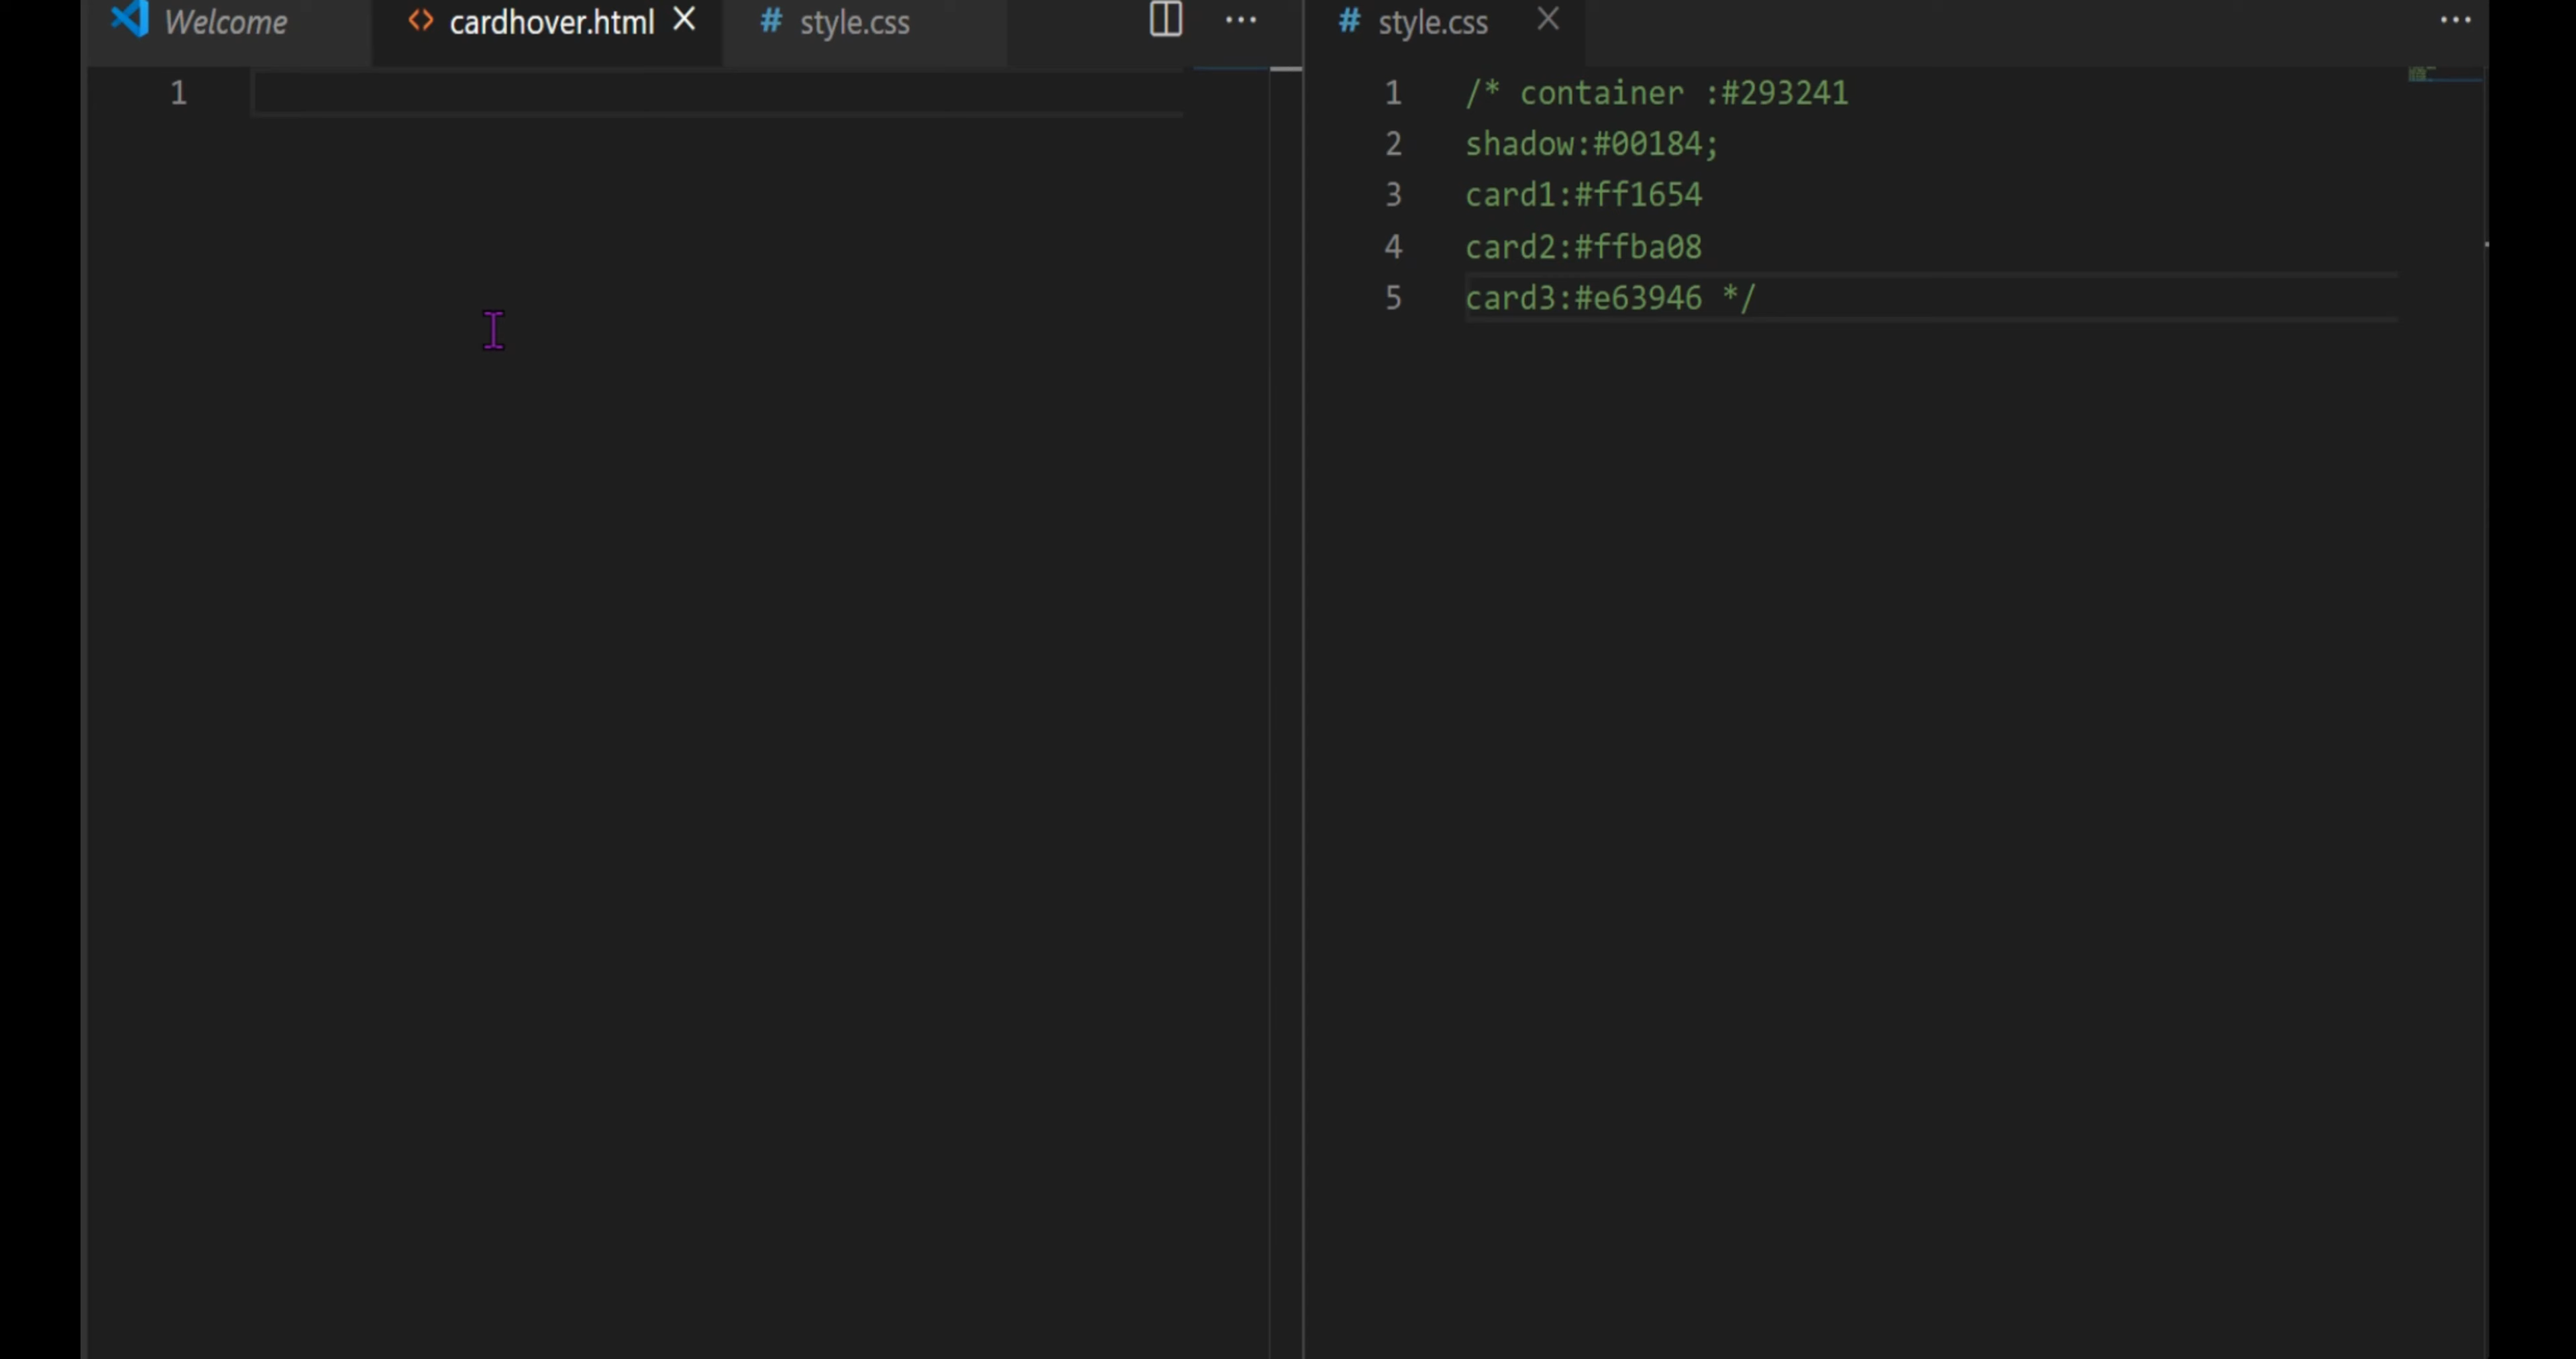 Welcome
cardhover.html
style.css
style.css
1
1 /* container :#293241
2 shadow:#00184;
3 card1:#ff1654
4 card2:#ffba08
5 card3:#e63946 */